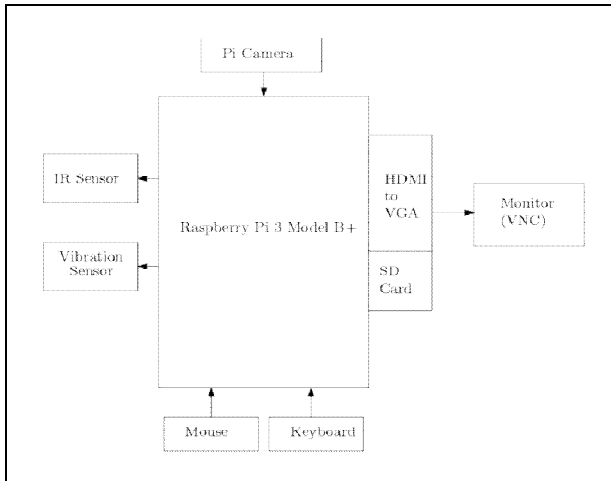 Pi Camera
IR Sensor
Vibration
Sensor
Raspberry Pi 3 Model B+
HDMI
to
VGA
SD
Card
Monitor
(VNC)
Mouse
Keyboard